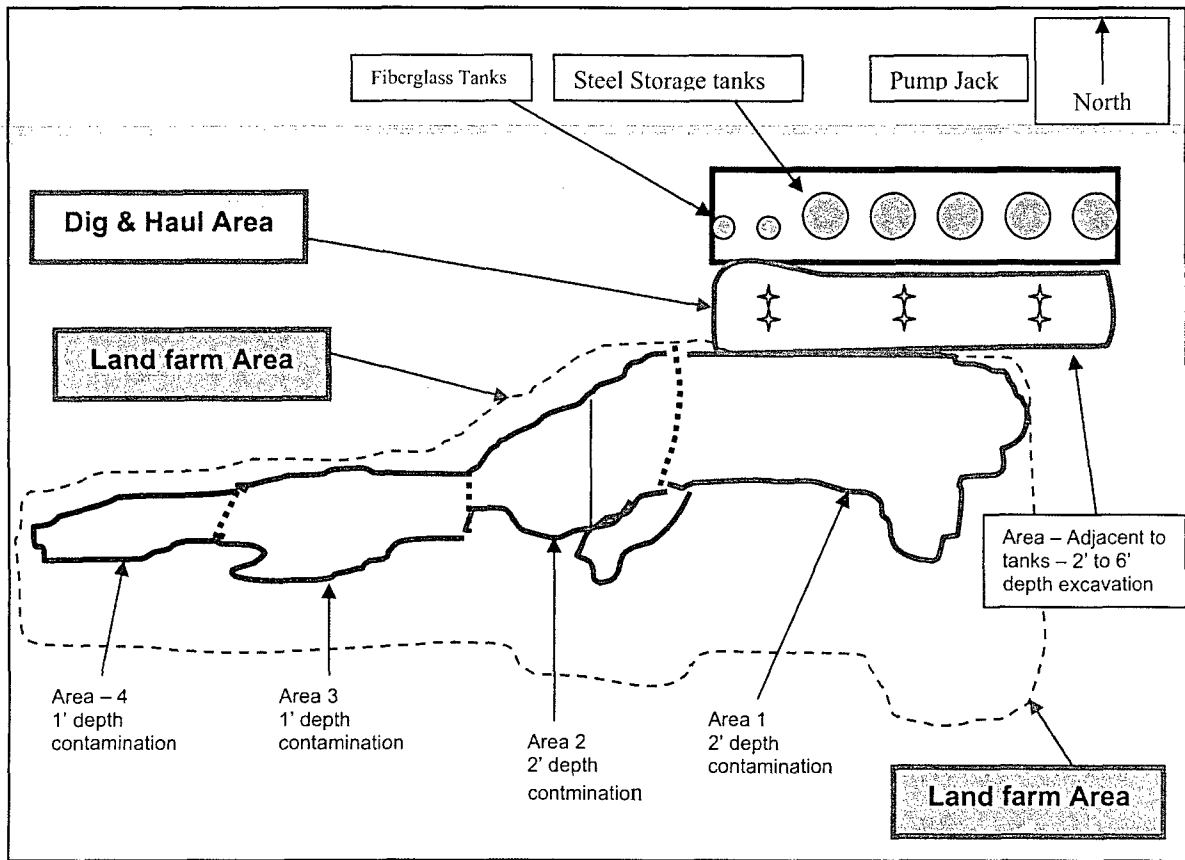 Fiberglass Tanks
Steel Storage tanks
Pump Jack
North
Dig & Haul Area
Land farm Area
Area – Adjacent to
tanks – 2' to 6'
depth excavation
Area – 4
1' depth
contamination
Area 3
1' depth
contamination
Area 2
2' depth
contmination
Area 1
2' depth
contamination
Land farm Area